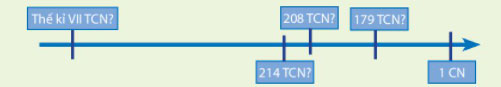 Thế kỉ VII TCN?
208 TCN?
179 TCN?
214 TCN?
1 CN